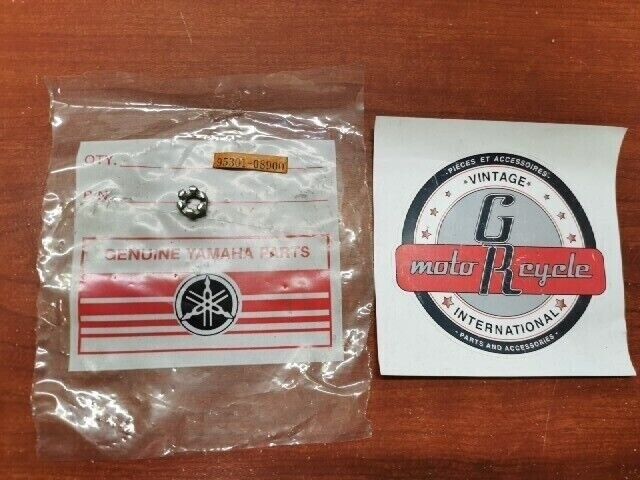 QTY.
95301-08900
P/N.
GENUINE YAMAHA PARTS
·PIÈCES ET ACCESSOIRES·
VINTAGE
G
moto R cycle
INTERNATIONAL
·PARTS AND ACCESSORIES·